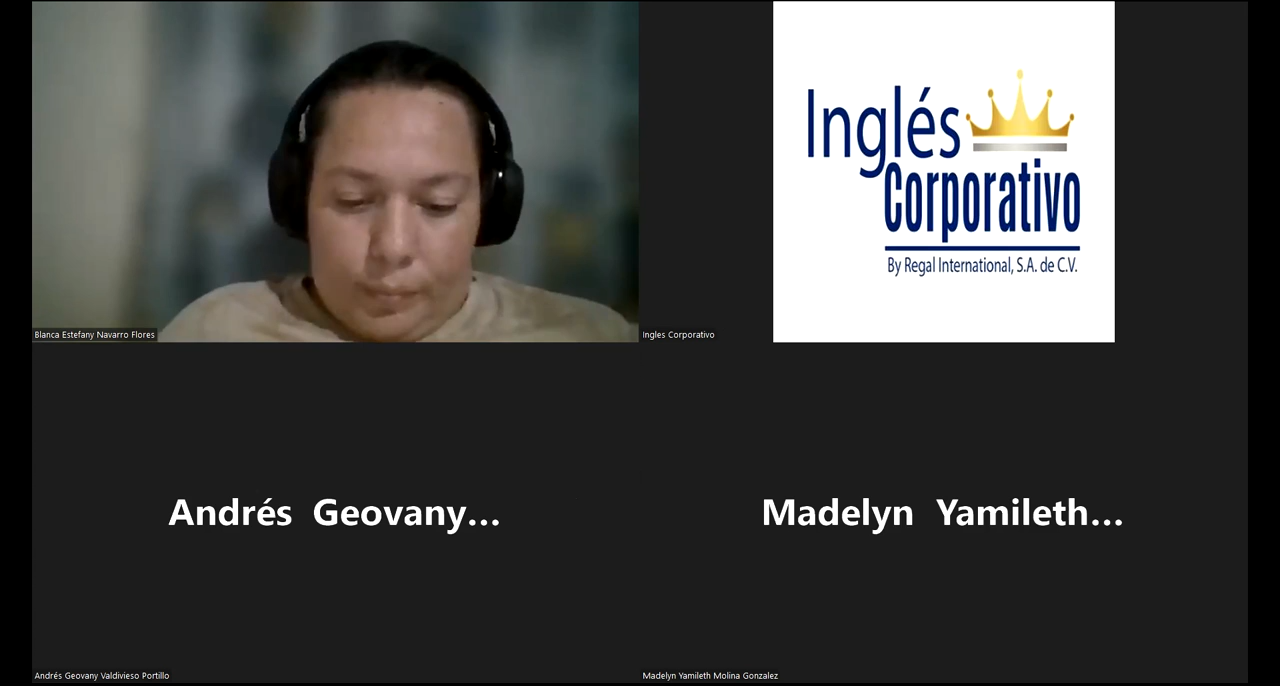 Blanca Estefany Navarro Flores
Inglés
Corporativo
By Regal International, S.A. de C.V.
Ingles Corporativo
Andrés Geovany...
Madelyn Yamileth...
Andrés Geovany Valdivieso Portillo
Madelyn Yamileth Molina Gonzalez